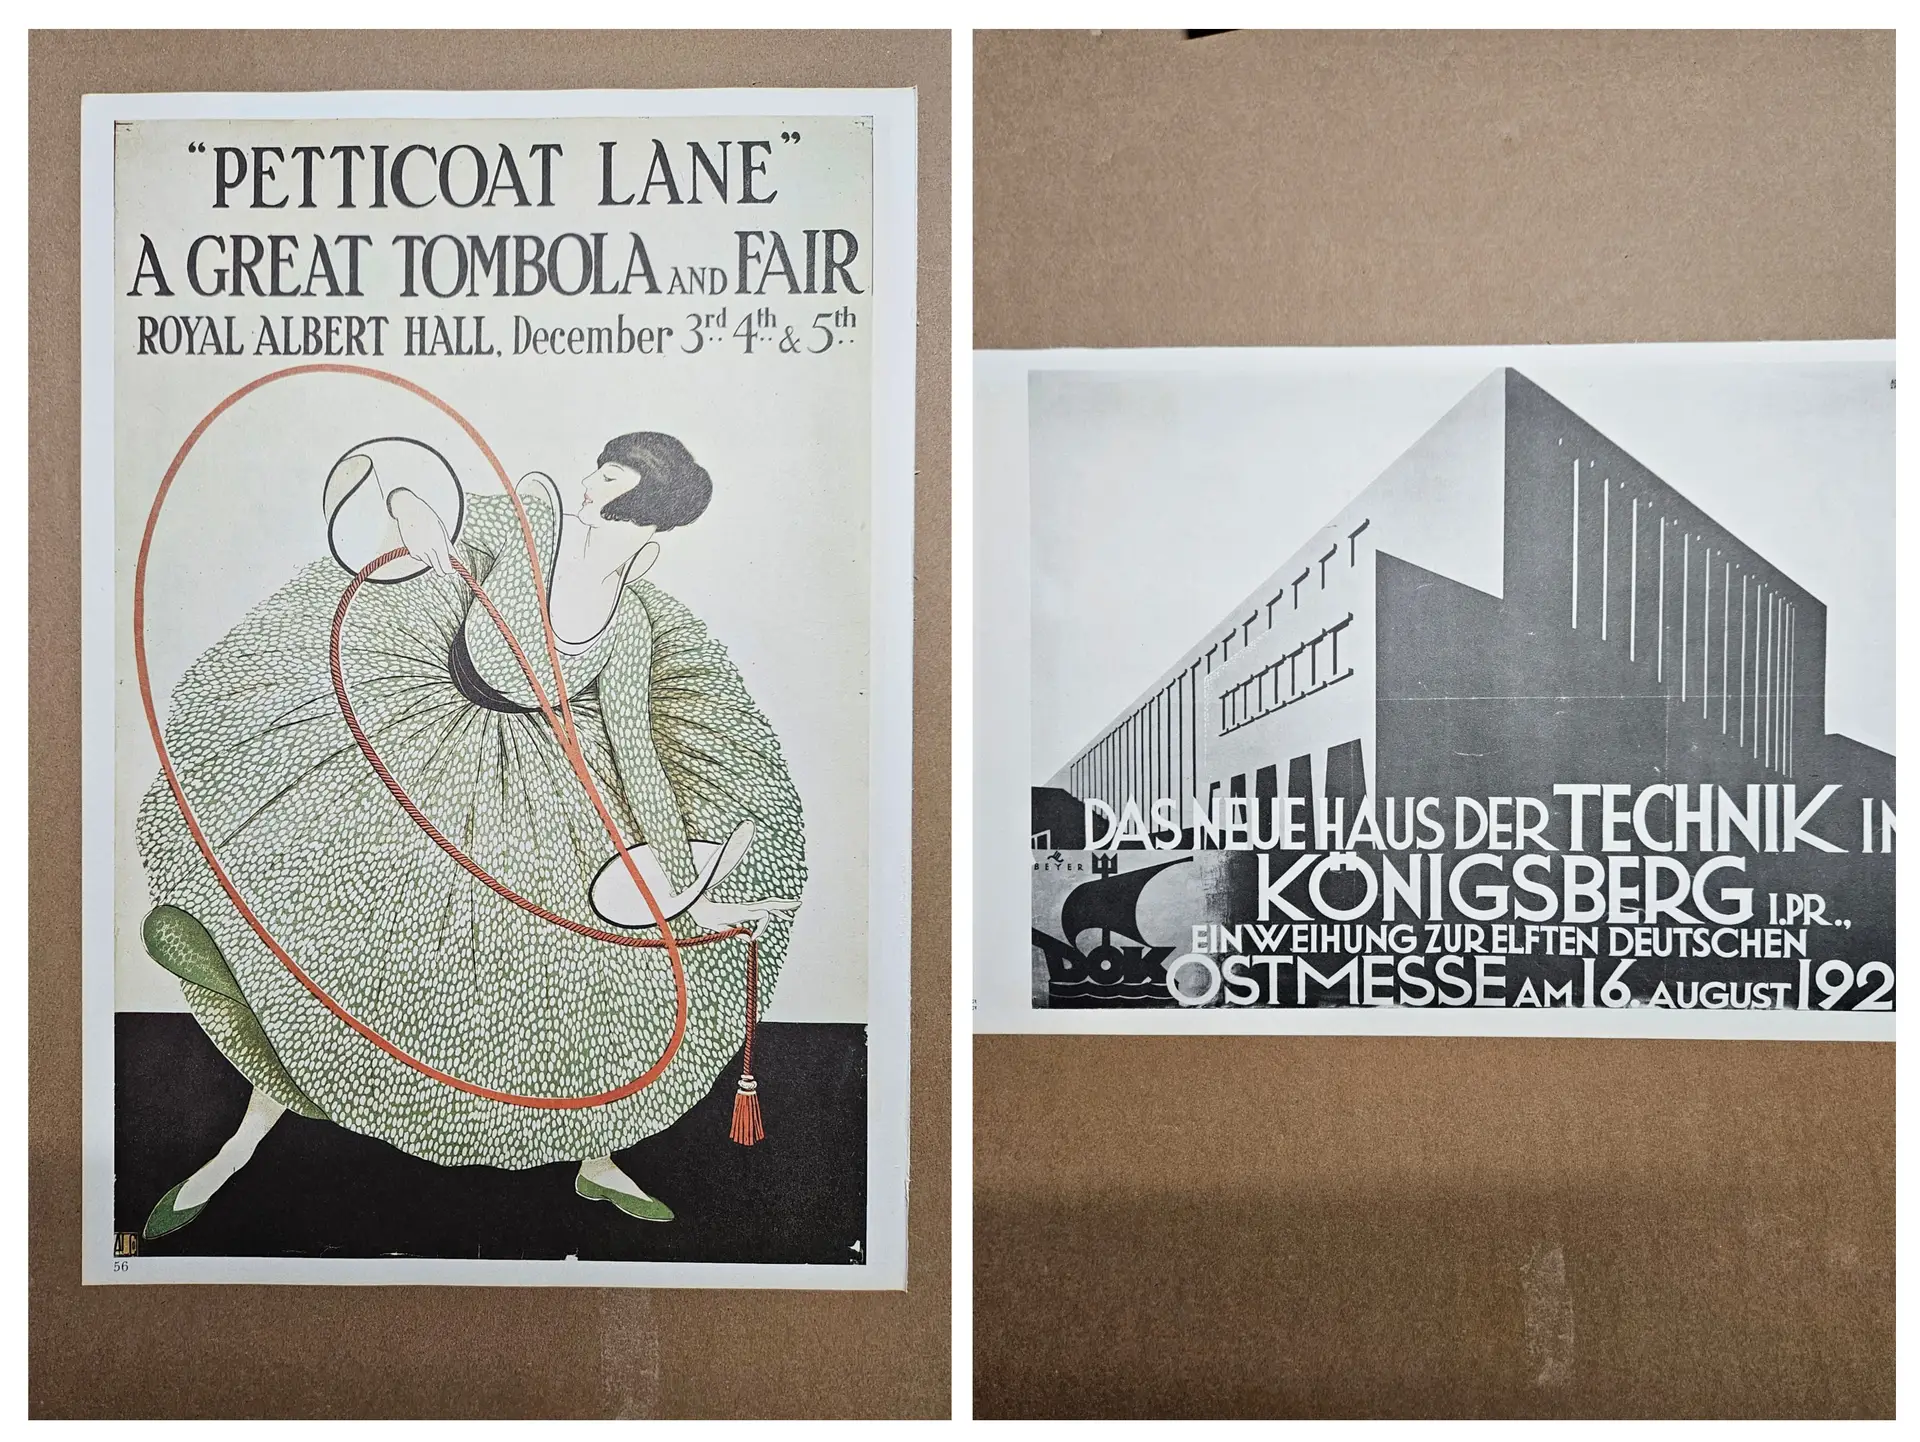 “PETTICOAT LANE”
A GREAT TOMBOLA AND FAIR
ROYAL ALBERT HALL, December 3rd 4th & 5th
56
DAS NEUE HAUS DER TECHNIK IN
KÖNIGSBERG I.PR.,
BEYER
EINWEIHUNG ZUR ELFTEN DEUTSCHEN
DOK
OSTMESSE AM 16. AUGUST 192